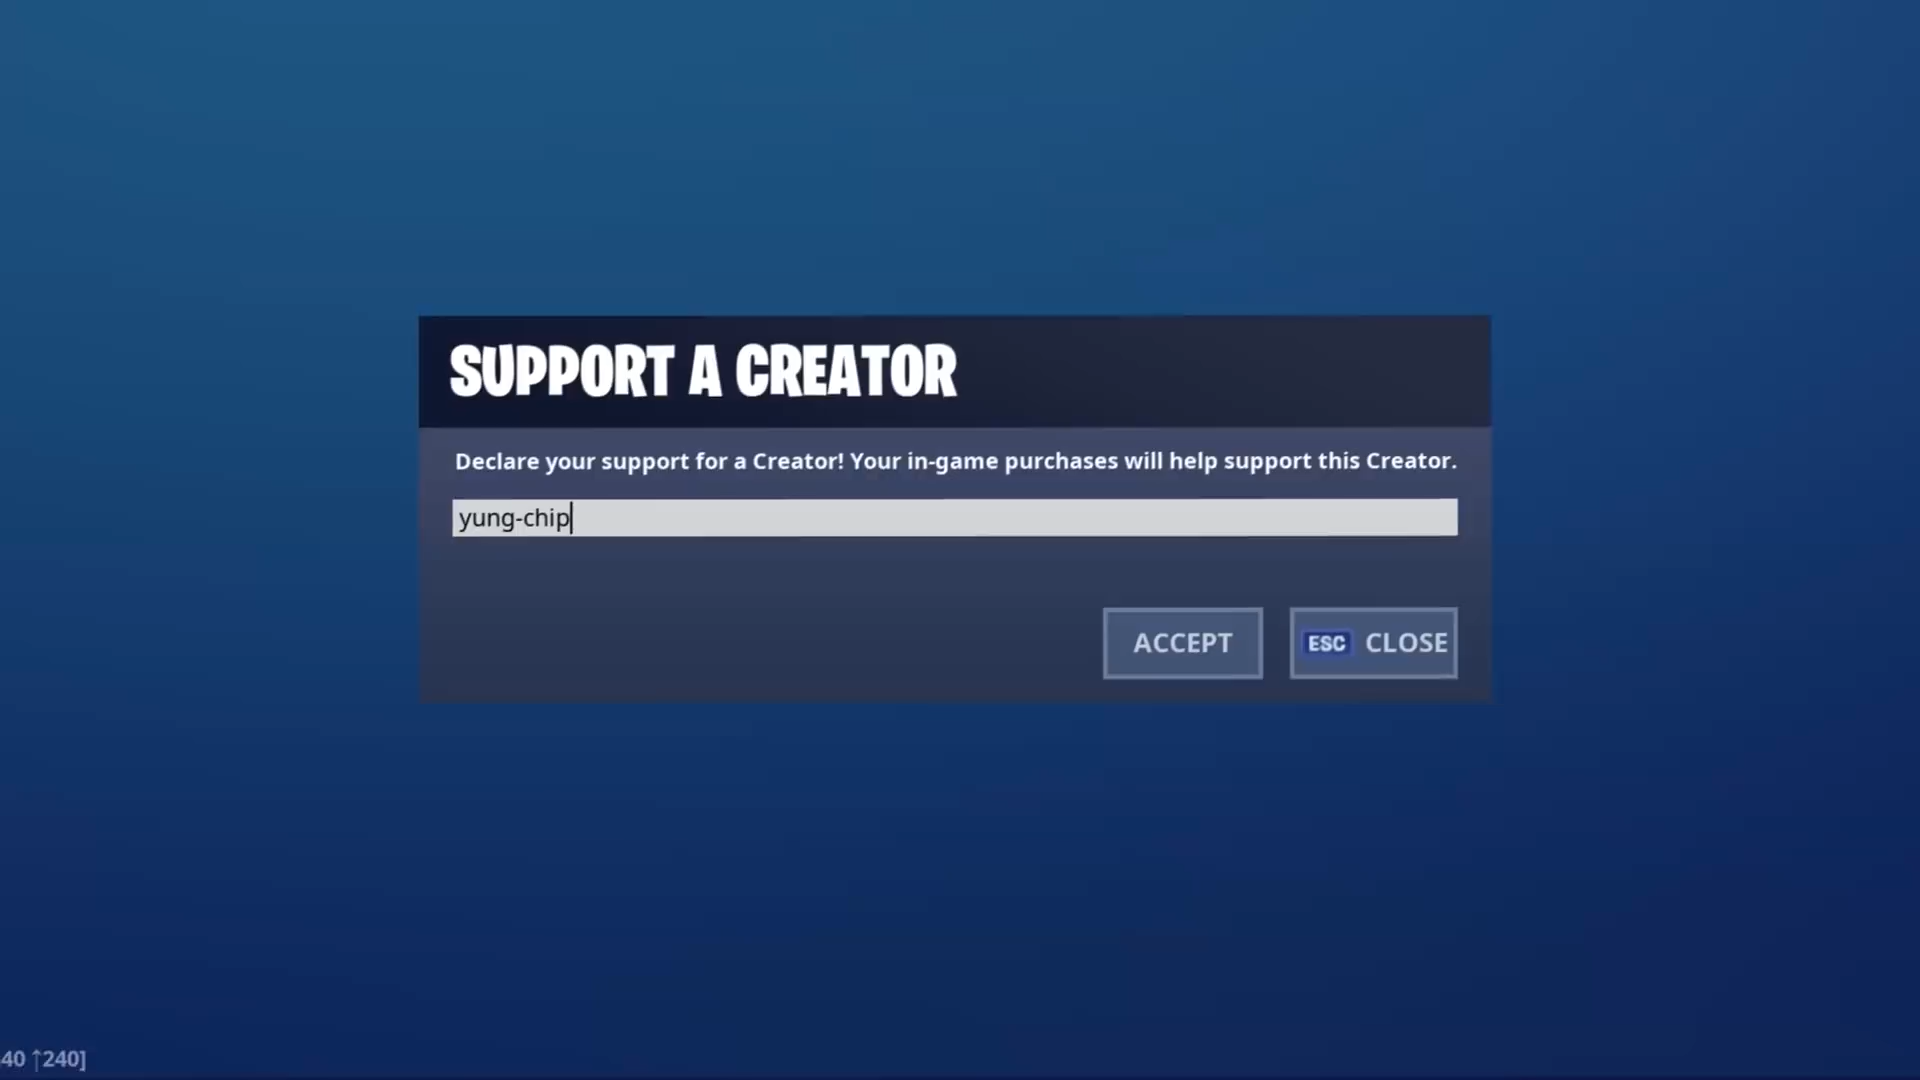 SUPPORT A CREATOR
Declare your support for a Creator! Your in-game purchases will help support this Creator.
yung-chip
ACCEPT
ESC CLOSE
40 ↑240]